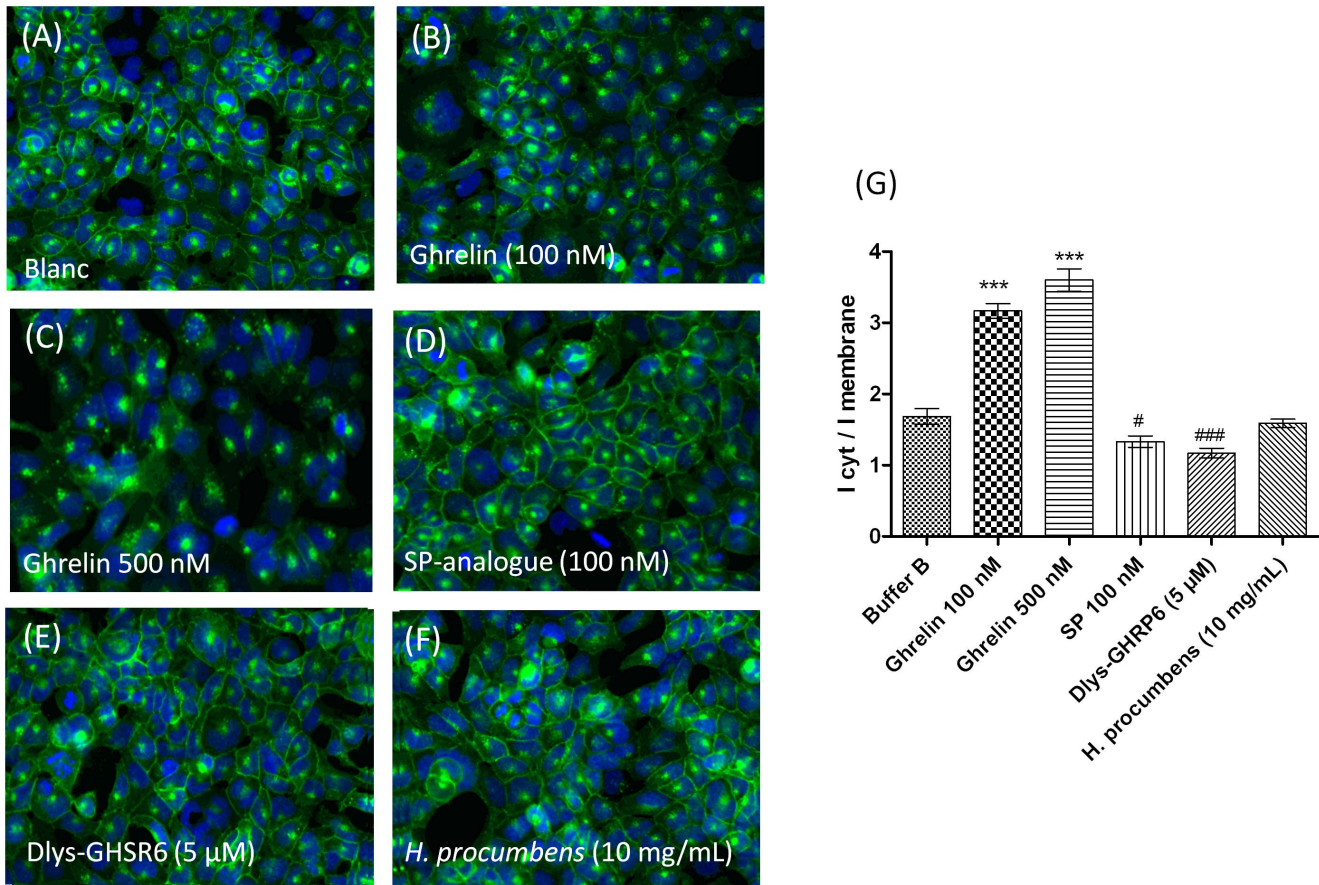 (A)
Blanc
(B)
Ghrelin (100 nM)
(C)
Ghrelin 500 nM
(D)
SP-analogue (100 nM)
(E)
Dlys-GHSR6 (5 µM)
(F)
H. procumbens (10 mg/mL)
(G)
I cyt / I membrane
4
3
2
1
0
***
***
#
###
Buffer B
Ghrelin 100 nM
Ghrelin 500 nM
SP 100 nM
Dlys-GHRP6 (5 µM)
H. procumbens (10 mg/mL)